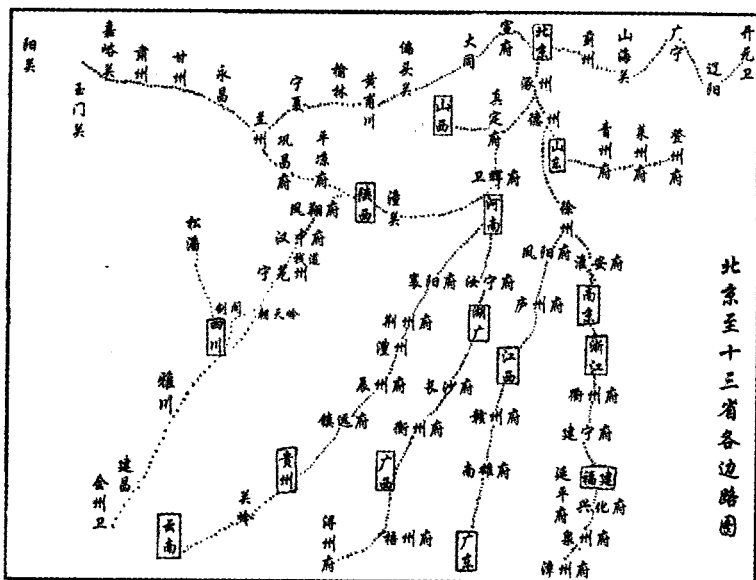 北京至十三省各边路图
阳关
玉门关
嘉峪关
肃州
甘州
永昌
兰州
宁夏
榆林
黄甫川
偏头关
大同
宣府
北京
蓟州
山海关
广宁
辽阳
开元卫
涿州
真定府
山西
德州
山东
青州府
莱州府
登州府
巩昌府
平凉府
凤翔府
陕西
潼关
卫辉府
河南
徐州
汉中府
栈道
宁羌州
松潘
剑阁
朝天岭
四川
雅川
建昌
会州卫
襄阳府
荆州府
澧州
辰州府
镇远府
贵州
关岭
云南
汝宁府
湖广
长沙府
衡州府
广西
梧州府
浔州府
凤阳府
庐州府
江西
赣州府
南雄府
广东
淮安府
南京
浙江
衢州府
建宁府
延平府
福建
兴化府
泉州府
漳州府